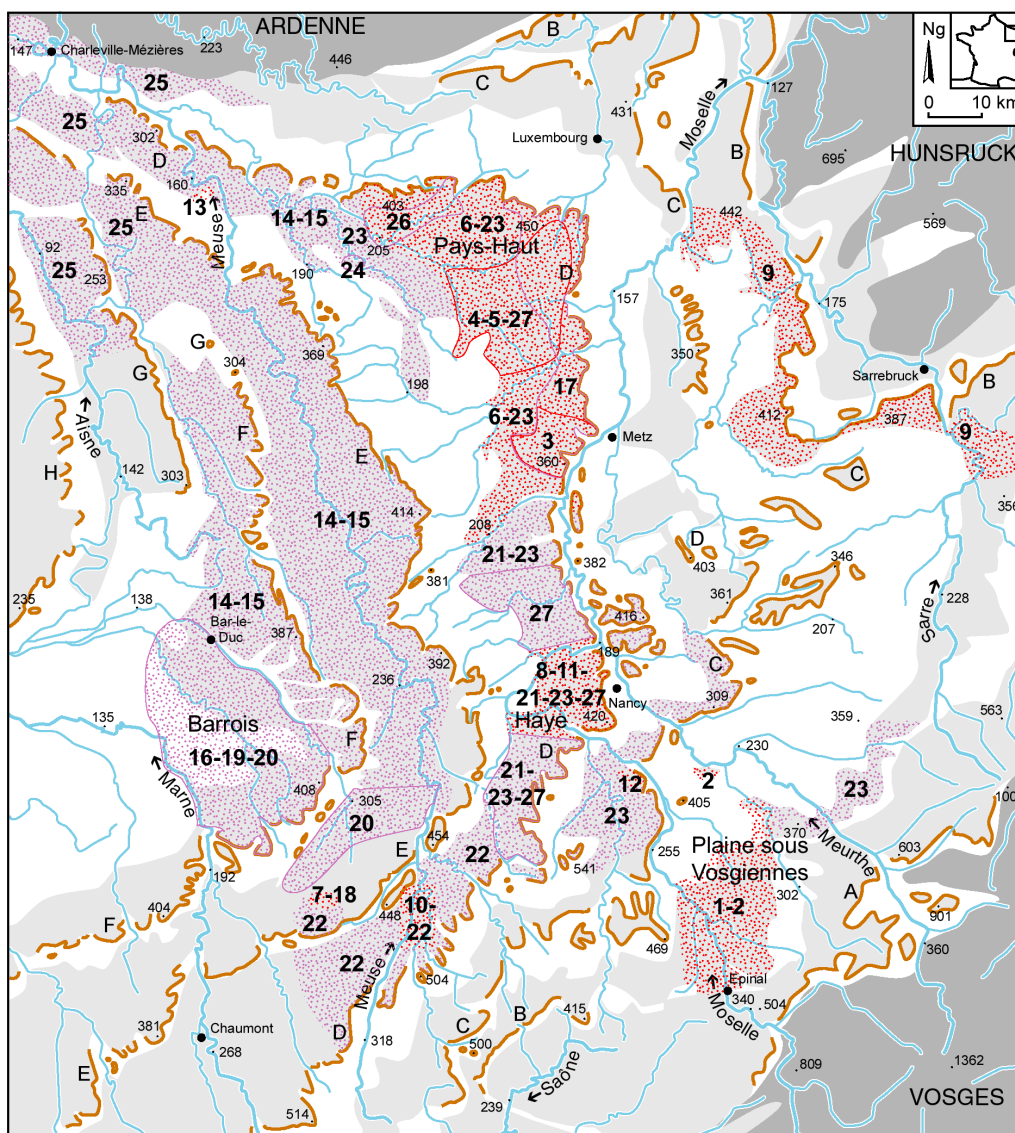 ARDENNE
Ng
0 10 km
147
Charleville-Mézières
223
446
B
C
431
Moselle
127
Luxembourg
25
25
302
D
160
13
Meuse
335
E
25
14-15
403
26
23
205
24
190
6-23
450
Pays-Haut
D
695
HUNSRUCK
B
C
442
569
9
92
25
253
4-5-27
157
175
G
304
G
369
198
17
350
Sarrebruck
B
F
6-23
412
387
9
Aisne
E
3
360
Metz
H
142
303
C
356
14-15
414
208
21-23
381
382
D
403
346
235
138
14-15
Bar-le-
Duc
387
27
416
361
207
Sarre
228
392
189
C
236
8-11-
21-23-27
Haye
420
Nancy
309
135
Barrois
16-19-20
F
D
359
563
230
Marne
408
21-
23-27
12
23
2
405
23
100
305
20
370
Meurthe
603
454
E
22
541
255
Plaine sous
Vosgiennes
302
A
192
7-18
22
448
10-
22
1-2
901
404
F
22
Meuse
504
469
360
Epinal
340
504
Moselle
381
Chaumont
268
D
318
C
500
B
415
E
Saône
239
809
1362
514
VOSGES